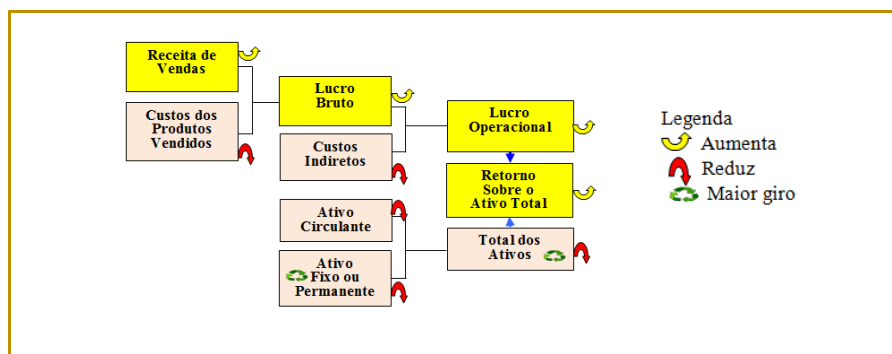 Receita de
Vendas
Custos dos
Produtos
Vendidos
Lucro
Bruto
Custos
Indiretos
Lucro
Operacional
Retorno
Sobre o
Ativo Total
Ativo
Circulante
Ativo
Fixo ou
Permanente
Total dos
Ativos
Legenda
Aumenta
Reduz
Maior giro